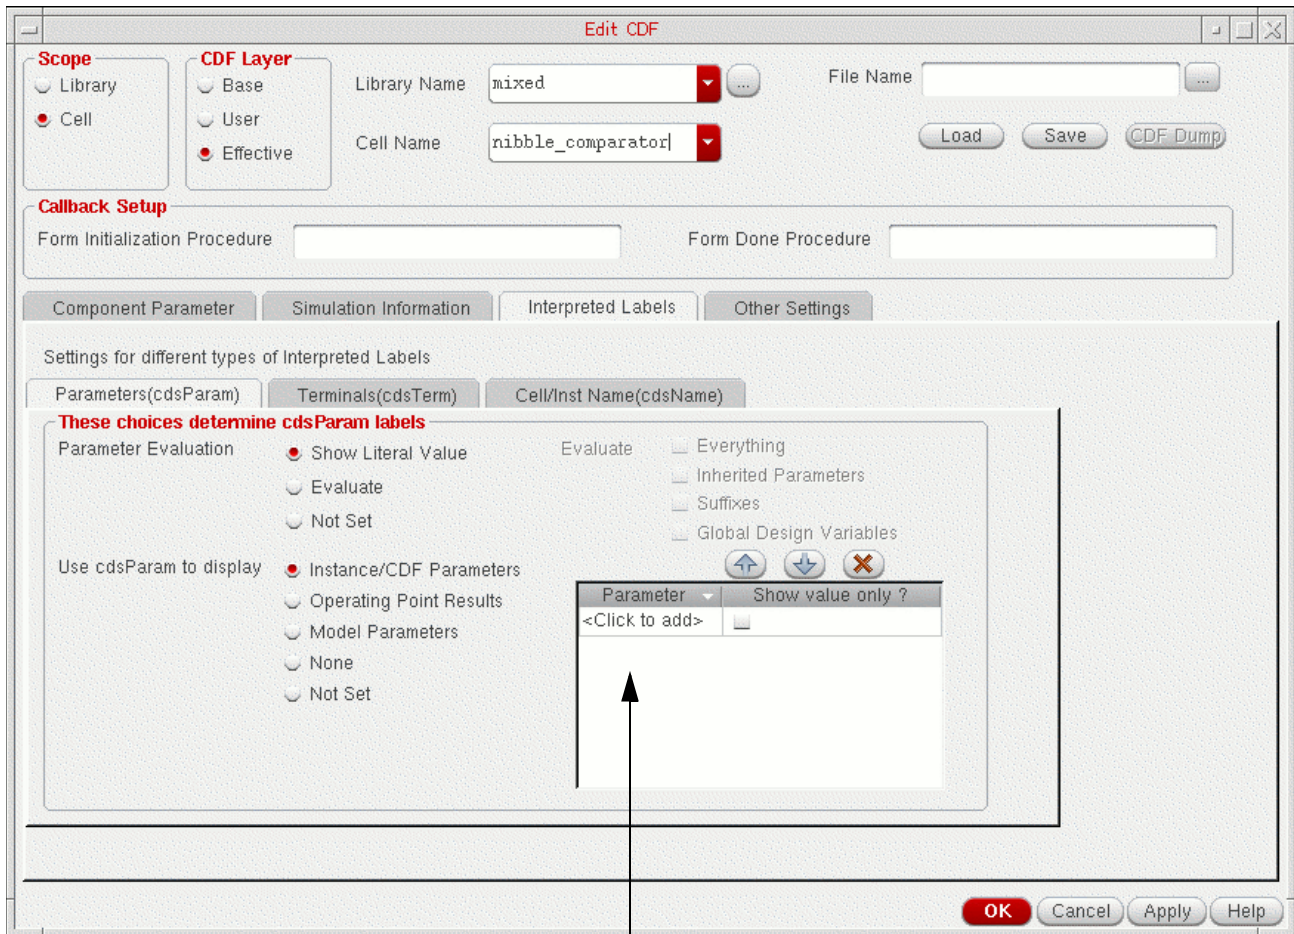 Edit CDF
Scope
Library
Cell
CDF Layer
Base
User
Effective
Library Name mixed ...
Cell Name nibble_comparator
File Name ...
Load Save CDF Dump
Callback Setup
Form Initialization Procedure Form Done Procedure
Component Parameter Simulation Information Interpreted Labels Other Settings
Settings for different types of Interpreted Labels
Parameters(cdsParam) Terminals(cdsTerm) Cell/Inst Name(cdsName)
These choices determine cdsParam labels
Parameter Evaluation Show Literal Value
Evaluate
Not Set
Evaluate Everything
Inherited Parameters
Suffixes
Global Design Variables
Use cdsParam to display Instance/CDF Parameters
Operating Point Results
Model Parameters
None
Not Set
Parameter Show value only ?
<Click to add>
OK Cancel Apply Help